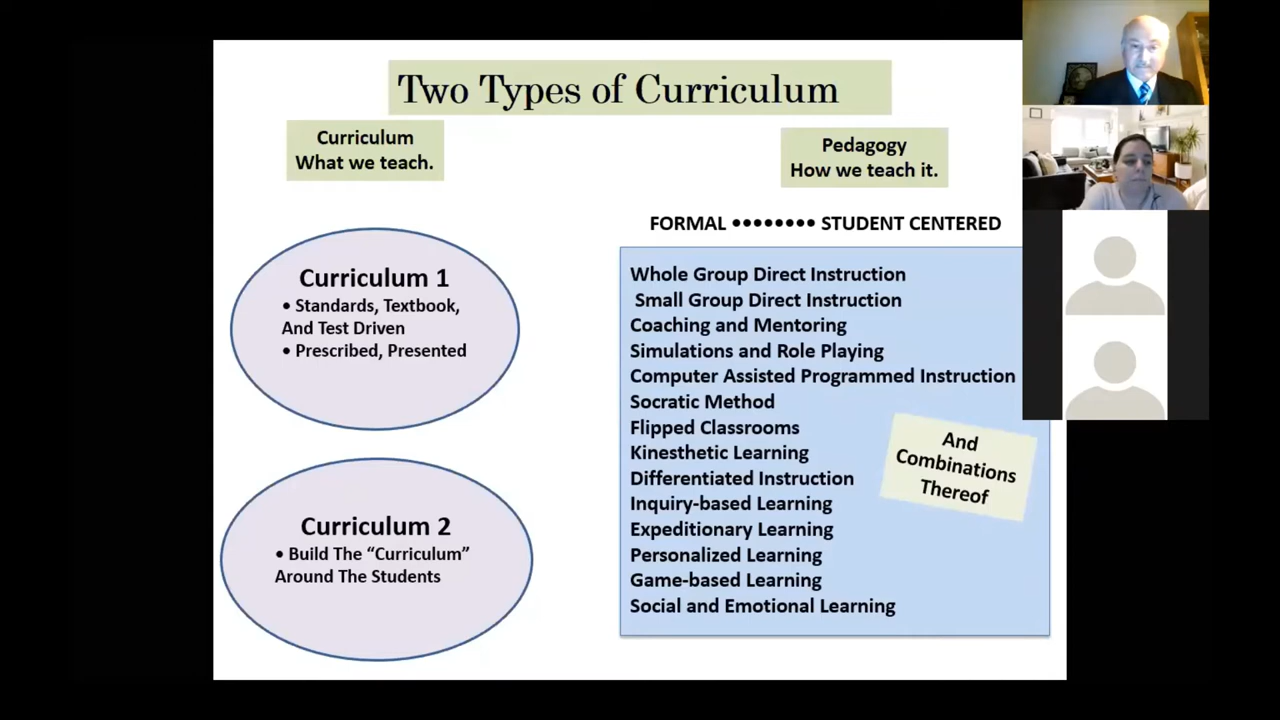 Two Types of Curriculum
Curriculum
What we teach.
Pedagogy
How we teach it.
FORMAL •••••••• STUDENT CENTERED
Curriculum 1
• Standards, Textbook,
And Test Driven
• Prescribed, Presented
Curriculum 2
• Build The “Curriculum”
Around The Students
Whole Group Direct Instruction
Small Group Direct Instruction
Coaching and Mentoring
Simulations and Role Playing
Computer Assisted Programmed Instruction
Socratic Method
Flipped Classrooms
Kinesthetic Learning
Differentiated Instruction
Inquiry-based Learning
Expeditionary Learning
Personalized Learning
Game-based Learning
Social and Emotional Learning
And
Combinations
Thereof